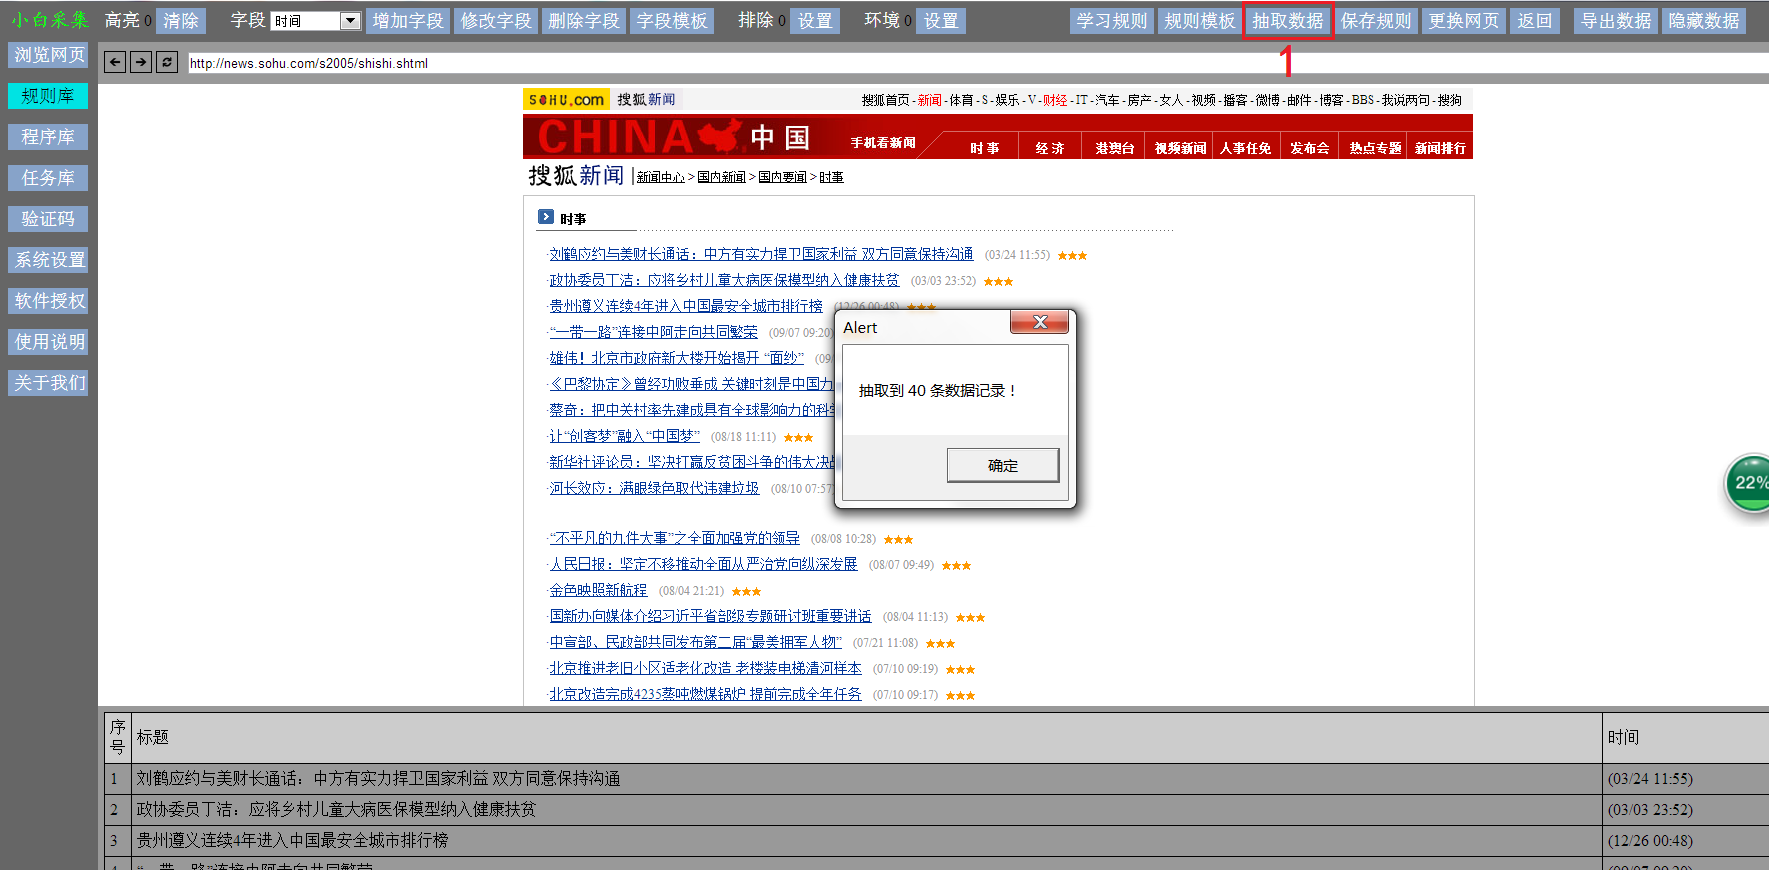 小白采集 高亮 0 清除 字段 时间 增加字段 修改字段 删除字段 字段模板 排除 0 设置 环境 0 设置 学习规则 规则模板 抽取数据 保存规则 更换网页 返回 导出数据 隐藏数据
1
浏览网页
规则库
程序库
任务库
验证码
系统设置
软件授权
使用说明
关于我们
http://news.sohu.com/s2005/shishi.shtml
SOHU.com 搜狐新闻 搜狐首页-新闻-体育-S-娱乐-V-财经-IT-汽车-房产-女人-视频-播客-微博-邮件-博客-BBS-我说两句-搜狗
CHINA 中国 手机看新闻 时事 经济 港澳台 视频新闻 人事任免 发布会 热点专题 新闻排行
搜狐新闻 | 新闻中心 > 国内新闻 > 国内要闻 > 时事
时事
·刘鹤应约与美财长通话：中方有实力捍卫国家利益 双方同意保持沟通 (03/24 11:55) ★★★
·政协委员丁洁：应将乡村儿童大病医保模型纳入健康扶贫 (03/03 23:52) ★★★
·贵州遵义连续4年进入中国最安全城市排行榜 (12/26 00:48) ★★★
·“一带一路”连接中阿走向共同繁荣 (09/07 09:20)
·雄伟！北京市政府新大楼开始揭开 “面纱” (09/
·《巴黎协定》曾经功败垂成 关键时刻是中国力
·蔡奇：把中关村率先建成具有全球影响力的科
·让“创客梦”融入“中国梦” (08/18 11:11) ★★★
·新华社评论员：坚决打赢反贫困斗争的伟大决
·河长效应：满眼绿色取代违建垃圾 (08/10 07:57)
·“不平凡的九件大事”之全面加强党的领导 (08/08 10:28) ★★★
·人民日报：坚定不移推动全面从严治党向纵深发展 (08/07 09:49) ★★★
·金色映照新航程 (08/04 21:21) ★★★
·国新办向媒体介绍习近平省部级专题研讨班重要讲话 (08/04 11:13) ★★★
·中宣部、民政部共同发布第二届“最美拥军人物” (07/21 11:08) ★★★
·北京推进老旧小区适老化改造 老楼装电梯清河样本 (07/10 09:19) ★★★
·北京改造完成4235蒸吨燃煤锅炉 提前完成全年任务 (07/10 09:17) ★★★
Alert
抽取到 40 条数据记录！
确定
22%
序号 标题 时间
1 刘鹤应约与美财长通话：中方有实力捍卫国家利益 双方同意保持沟通 (03/24 11:55)
2 政协委员丁洁：应将乡村儿童大病医保模型纳入健康扶贫 (03/03 23:52)
3 贵州遵义连续4年进入中国最安全城市排行榜 (12/26 00:48)
4 “一带一路”连接中阿走向共同繁荣 (09/07 09:20)